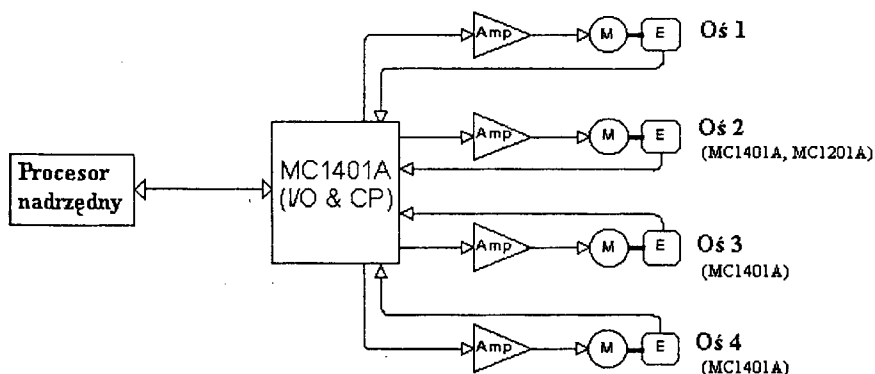 Amp M E Oś 1
Amp M E Oś 2
(MC1401A, MC1201A)
Procesor
nadrzędny
MC1401A
(I/O & CP)
Amp M E Oś 3
(MC1401A)
Amp M E Oś 4
(MC1401A)